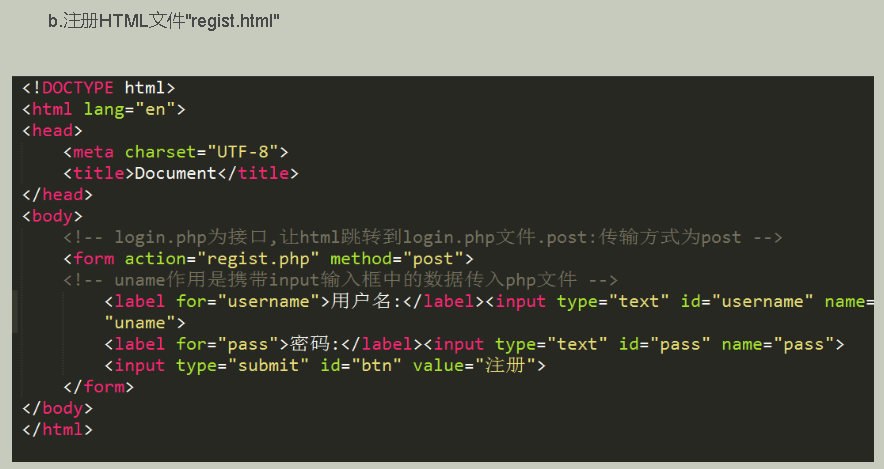 b.注册HTML文件"regist.html"
<!DOCTYPE html>
<html lang="en">
<head>
    <meta charset="UTF-8">
    <title>Document</title>
</head>
<body>
    <!-- login.php为接口,让html跳转到login.php文件.post:传输方式为post -->
    <form action="regist.php" method="post">
    <!-- uname作用是携带input输入框中的数据传入php文件 -->
        <label for="username">用户名:</label><input type="text" id="username" name=
        "uname">
        <label for="pass">密码:</label><input type="text" id="pass" name="pass">
        <input type="submit" id="btn" value="注册">
    </form>
</body>
</html>